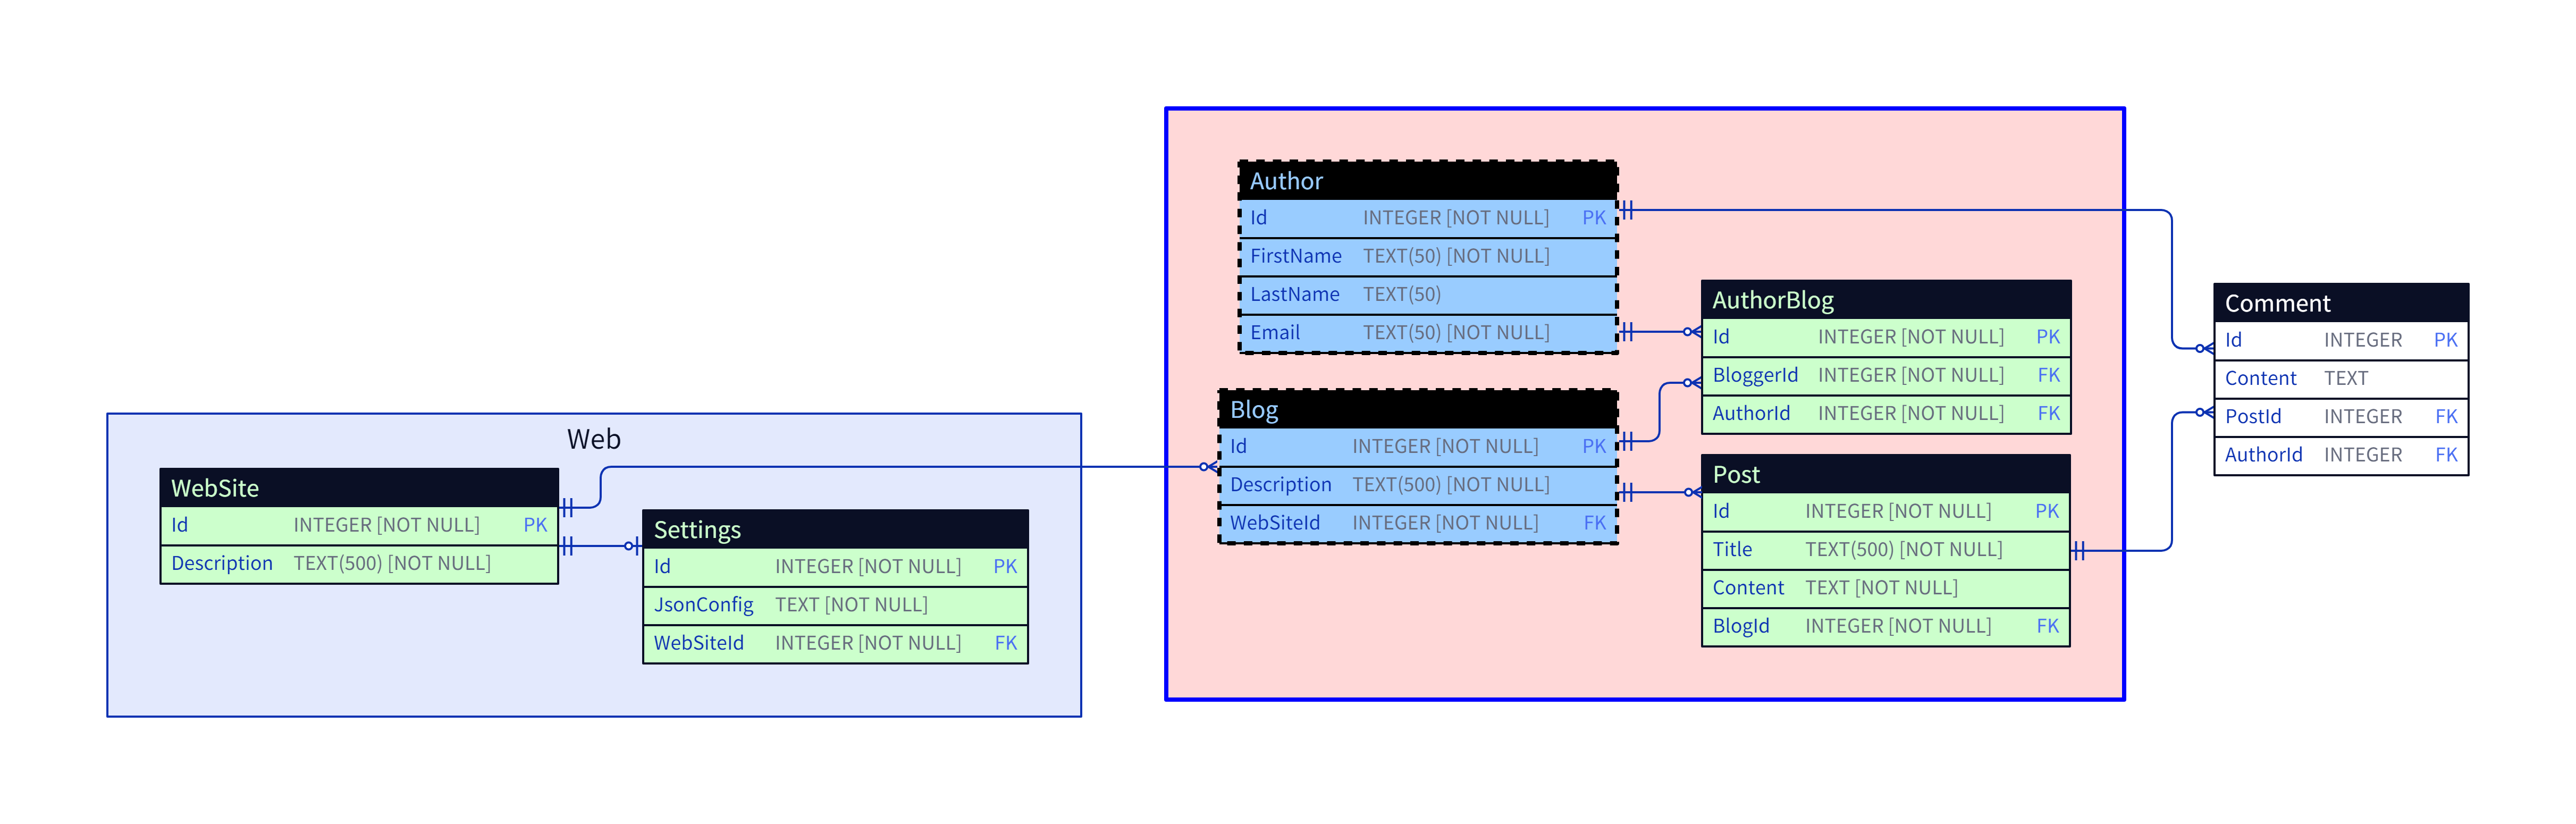 Web
WebSite
Id INTEGER [NOT NULL] PK
Description TEXT(500) [NOT NULL]
Settings
Id INTEGER [NOT NULL] PK
JsonConfig TEXT [NOT NULL]
WebSiteId INTEGER [NOT NULL] FK
Author
Id INTEGER [NOT NULL] PK
FirstName TEXT(50) [NOT NULL]
LastName TEXT(50)
Email TEXT(50) [NOT NULL]
Blog
Id INTEGER [NOT NULL] PK
Description TEXT(500) [NOT NULL]
WebSiteId INTEGER [NOT NULL] FK
AuthorBlog
Id INTEGER [NOT NULL] PK
BloggerId INTEGER [NOT NULL] FK
AuthorId INTEGER [NOT NULL] FK
Post
Id INTEGER [NOT NULL] PK
Title TEXT(500) [NOT NULL]
Content TEXT [NOT NULL]
BlogId INTEGER [NOT NULL] FK
Comment
Id INTEGER PK
Content TEXT
PostId INTEGER FK
AuthorId INTEGER FK